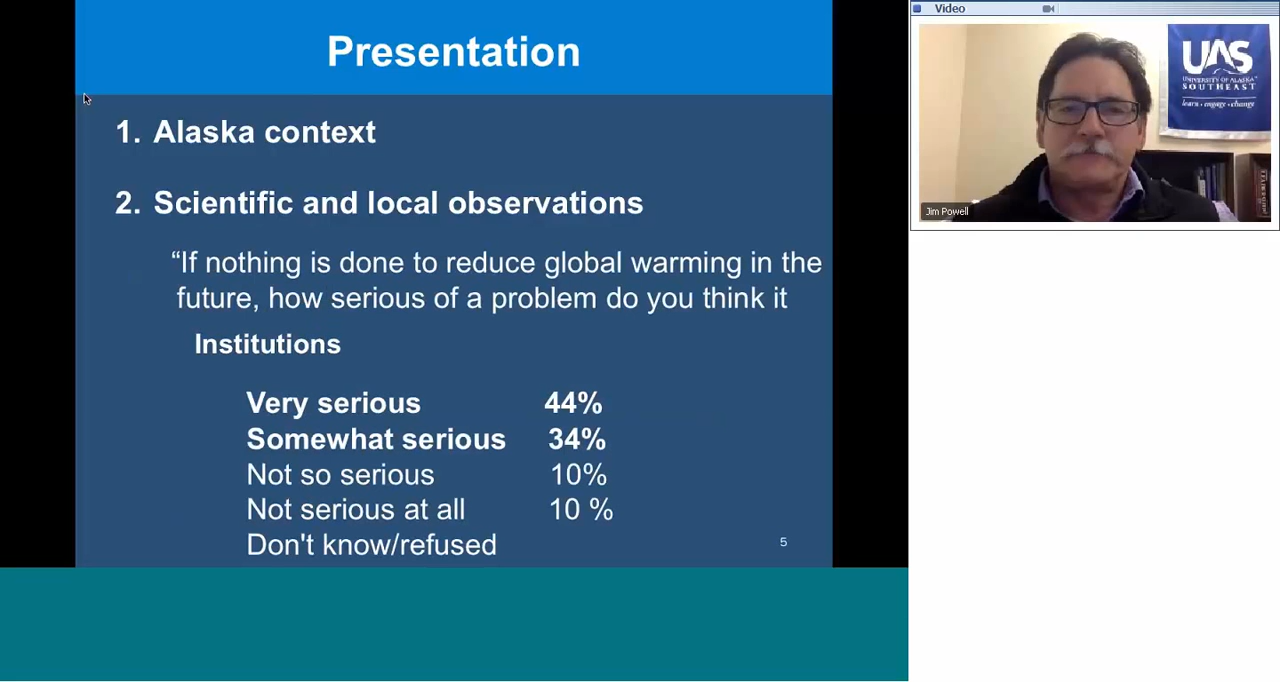 Presentation
1. Alaska context
2. Scientific and local observations
“If nothing is done to reduce global warming in the
future, how serious of a problem do you think it
Institutions
Very serious 44%
Somewhat serious 34%
Not so serious 10%
Not serious at all 10 %
Don't know/refused
5
Video
UAS
UNIVERSITY OF ALASKA
SOUTHEAST
learn • engage • change
Jim Powell